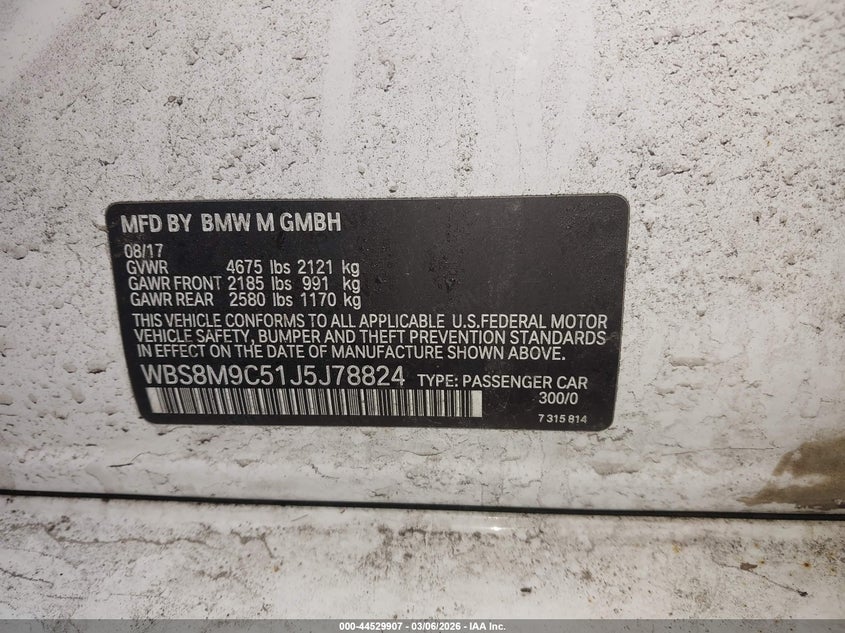 MFD BY BMW M GMBH
08/17
GVWR 4675 lbs 2121 kg
GAWR FRONT 2185 lbs 991 kg
GAWR REAR 2580 lbs 1170 kg
THIS VEHICLE CONFORMS TO ALL APPLICABLE U.S.FEDERAL MOTOR
VEHICLE SAFETY, BUMPER AND THEFT PREVENTION STANDARDS
IN EFFECT ON THE DATE OF MANUFACTURE SHOWN ABOVE.
WBS8M9C51J5J78824 TYPE: PASSENGER CAR
300/0
7 315 814
000-44529907 - 03/06/2026 - IAA Inc.